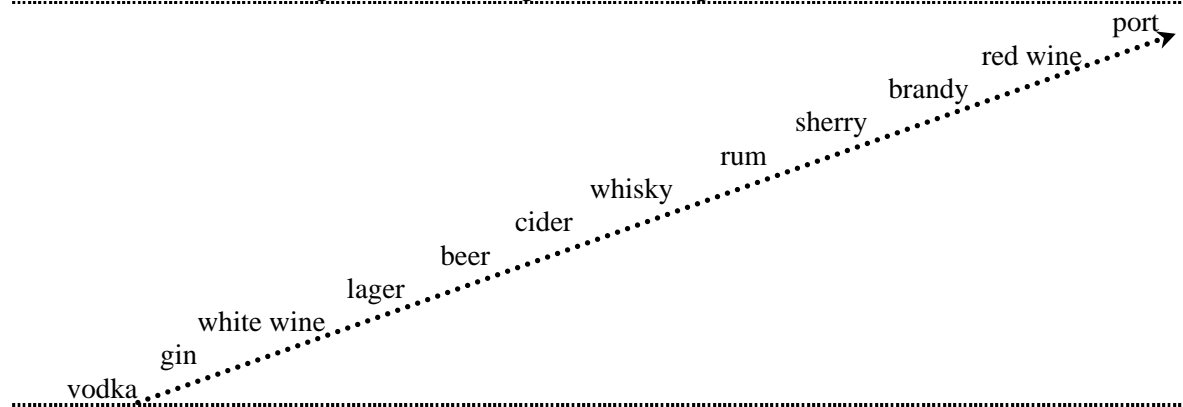 port
red wine
brandy
sherry
rum
whisky
cider
beer
lager
white wine
gin
vodka